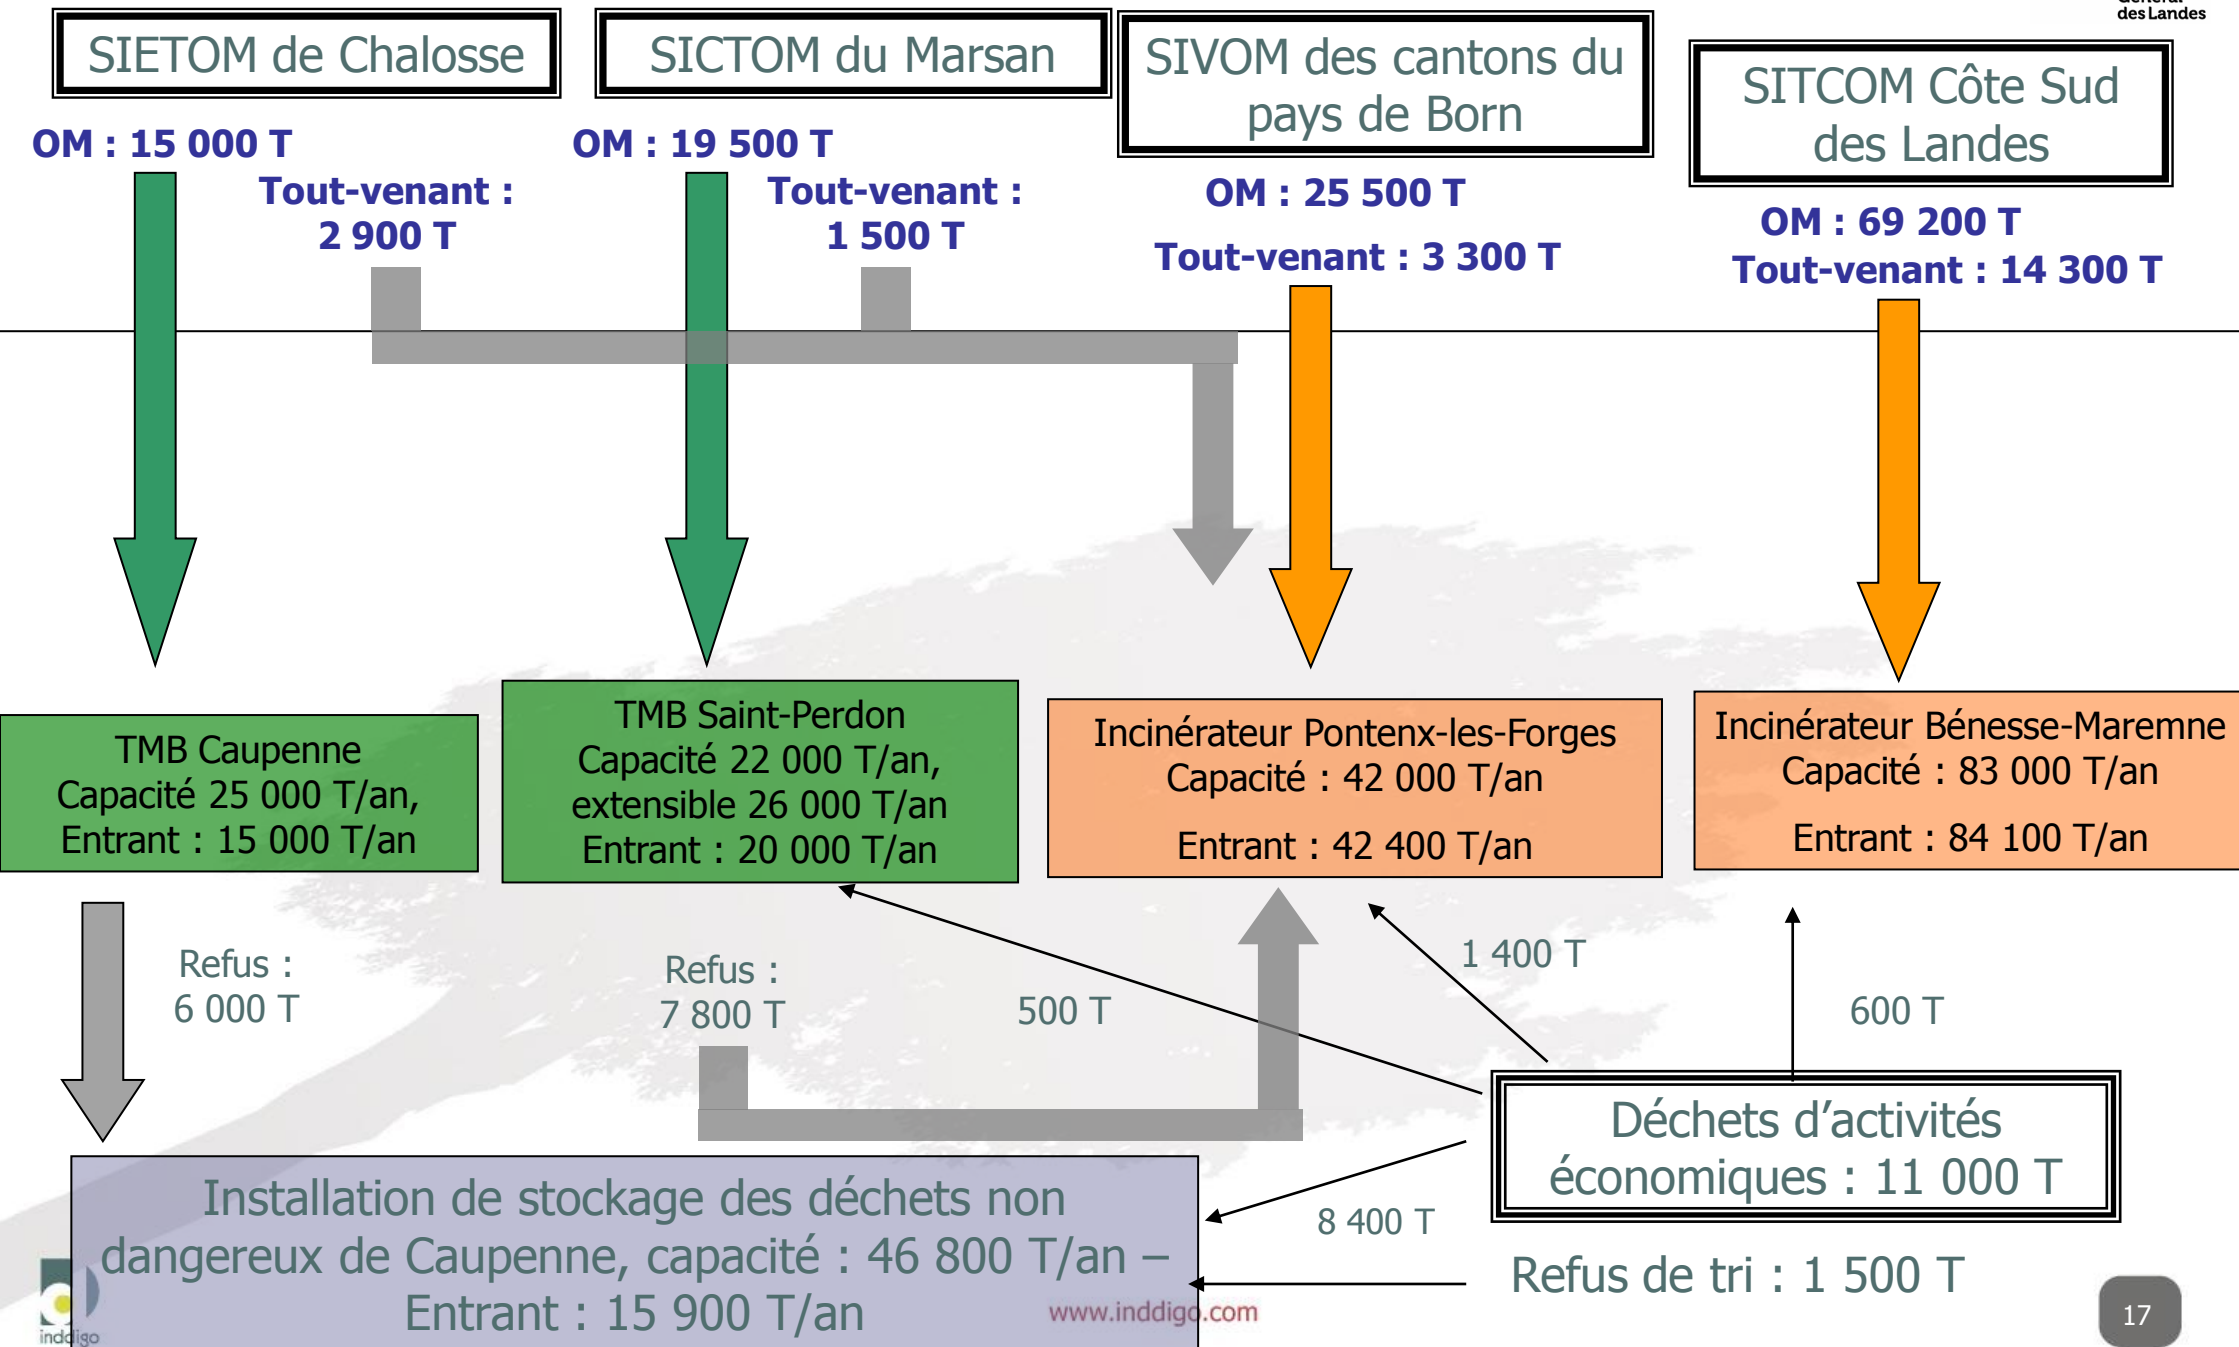 des Landes
SIETOM de Chalosse
SICTOM du Marsan
SIVOM des cantons du
pays de Born
SITCOM Côte Sud
des Landes
OM : 15 000 T
Tout-venant :
2 900 T
OM : 19 500 T
Tout-venant :
1 500 T
OM : 25 500 T
Tout-venant : 3 300 T
OM : 69 200 T
Tout-venant : 14 300 T
TMB Caupenne
Capacité 25 000 T/an,
Entrant : 15 000 T/an
TMB Saint-Perdon
Capacité 22 000 T/an,
extensible 26 000 T/an
Entrant : 20 000 T/an
Incinérateur Pontenx-les-Forges
Capacité : 42 000 T/an
Entrant : 42 400 T/an
Incinérateur Bénesse-Maremne
Capacité : 83 000 T/an
Entrant : 84 100 T/an
Refus :
6 000 T
Refus :
7 800 T
500 T
1 400 T
600 T
Déchets d’activités
économiques : 11 000 T
8 400 T
Refus de tri : 1 500 T
Installation de stockage des déchets non
dangereux de Caupenne, capacité : 46 800 T/an –
Entrant : 15 900 T/an
inddigo
www.inddigo.com
17